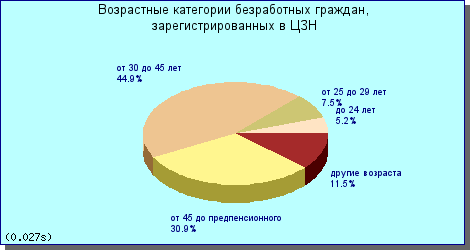 Возрастные категории безработных граждан,
зарегистрированных в ЦЗН
от 30 до 45 лет
44.9%
от 25 до 29 лет
7.5%
до 24 лет
5.2%
другие возраста
11.5%
от 45 до предпенсионного
30.9%
(0.027s)